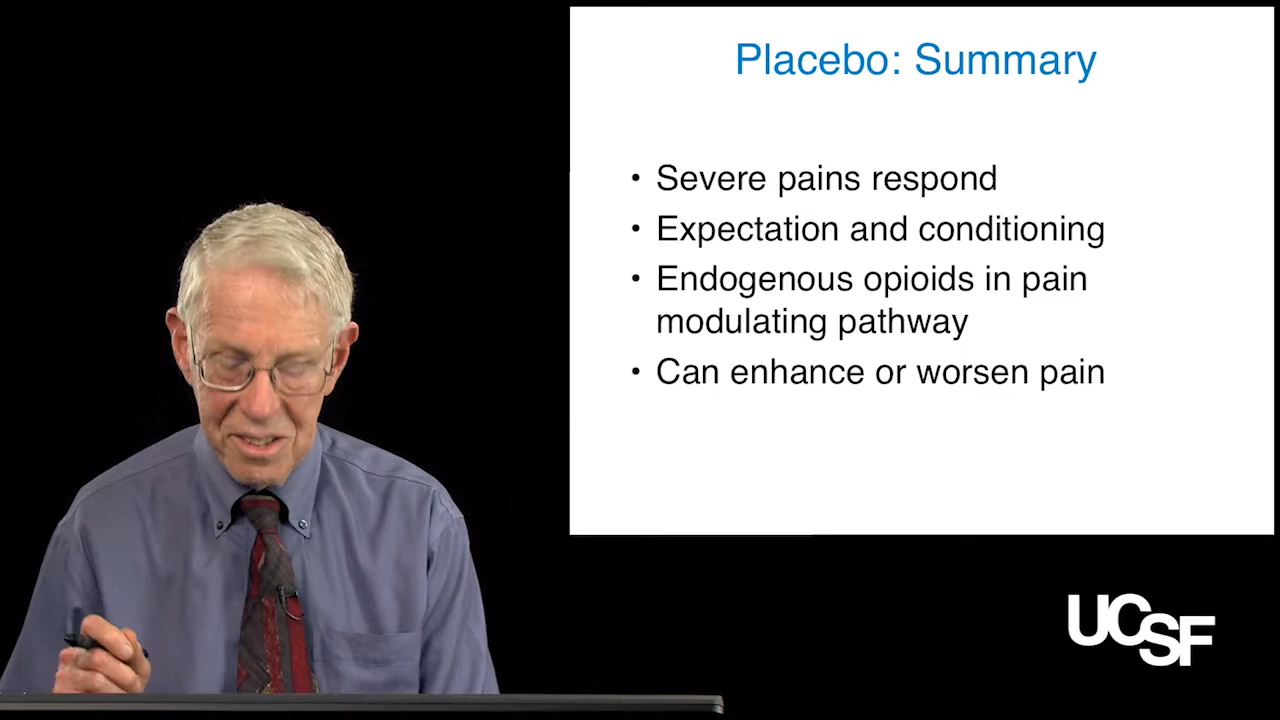 Placebo: Summary
• Severe pains respond
• Expectation and conditioning
• Endogenous opioids in pain
modulating pathway
• Can enhance or worsen pain
UCSF